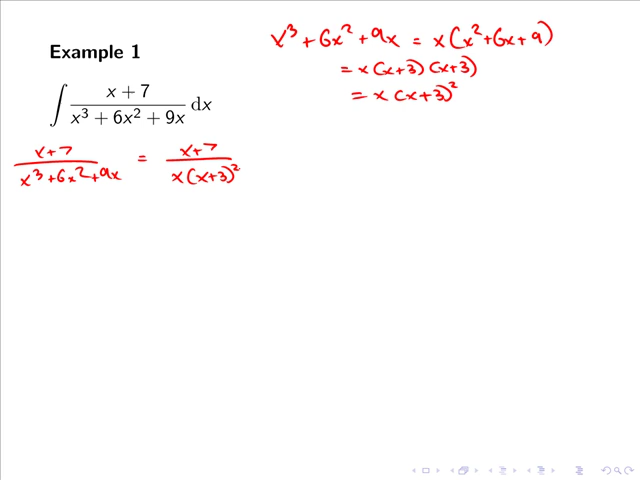 Example 1
∫ (x + 7)/(x³ + 6x² + 9x) dx
x³ + 6x² + 9x = x(x² + 6x + 9)
= x(x+3)(x+3)
= x(x+3)²
(x+7)/(x³+6x²+9x) = (x+7)/(x(x+3)²)